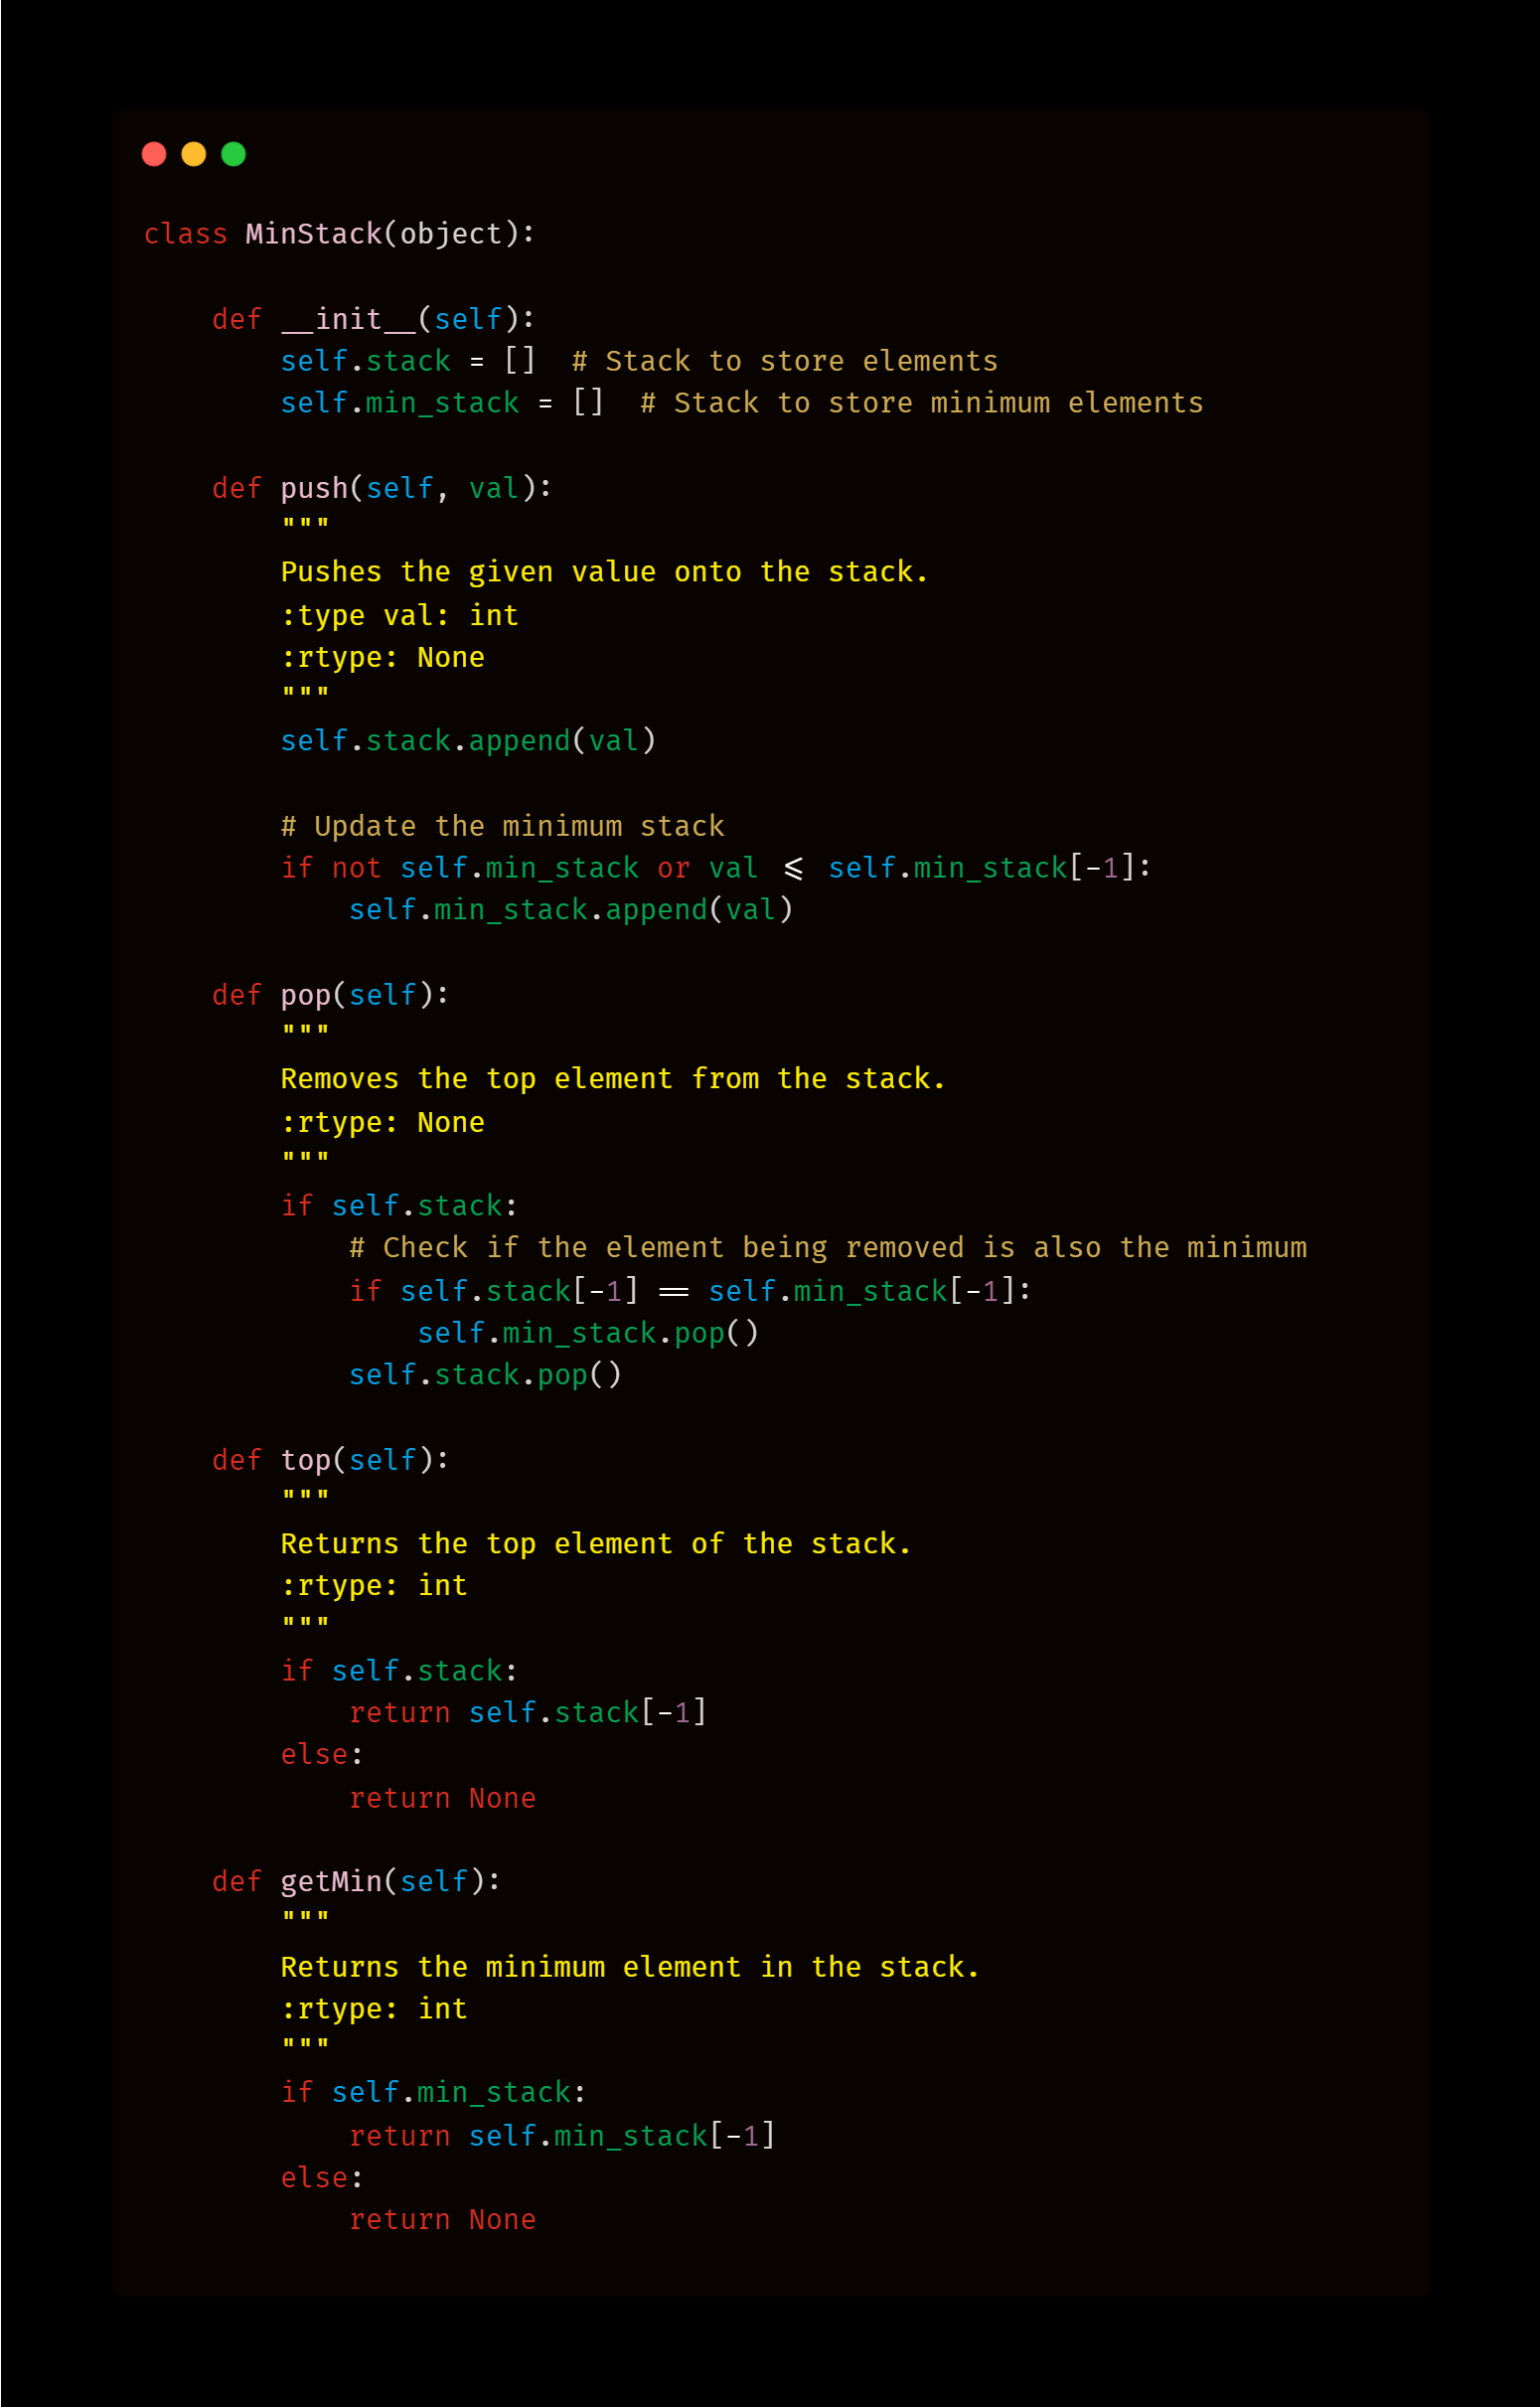 class MinStack(object):

    def __init__(self):
        self.stack = []  # Stack to store elements
        self.min_stack = []  # Stack to store minimum elements

    def push(self, val):
        """
        Pushes the given value onto the stack.
        :type val: int
        :rtype: None
        """
        self.stack.append(val)

        # Update the minimum stack
        if not self.min_stack or val <= self.min_stack[-1]:
            self.min_stack.append(val)

    def pop(self):
        """
        Removes the top element from the stack.
        :rtype: None
        """
        if self.stack:
            # Check if the element being removed is also the minimum
            if self.stack[-1] == self.min_stack[-1]:
                self.min_stack.pop()
            self.stack.pop()

    def top(self):
        """
        Returns the top element of the stack.
        :rtype: int
        """
        if self.stack:
            return self.stack[-1]
        else:
            return None

    def getMin(self):
        """
        Returns the minimum element in the stack.
        :rtype: int
        """
        if self.min_stack:
            return self.min_stack[-1]
        else:
            return None